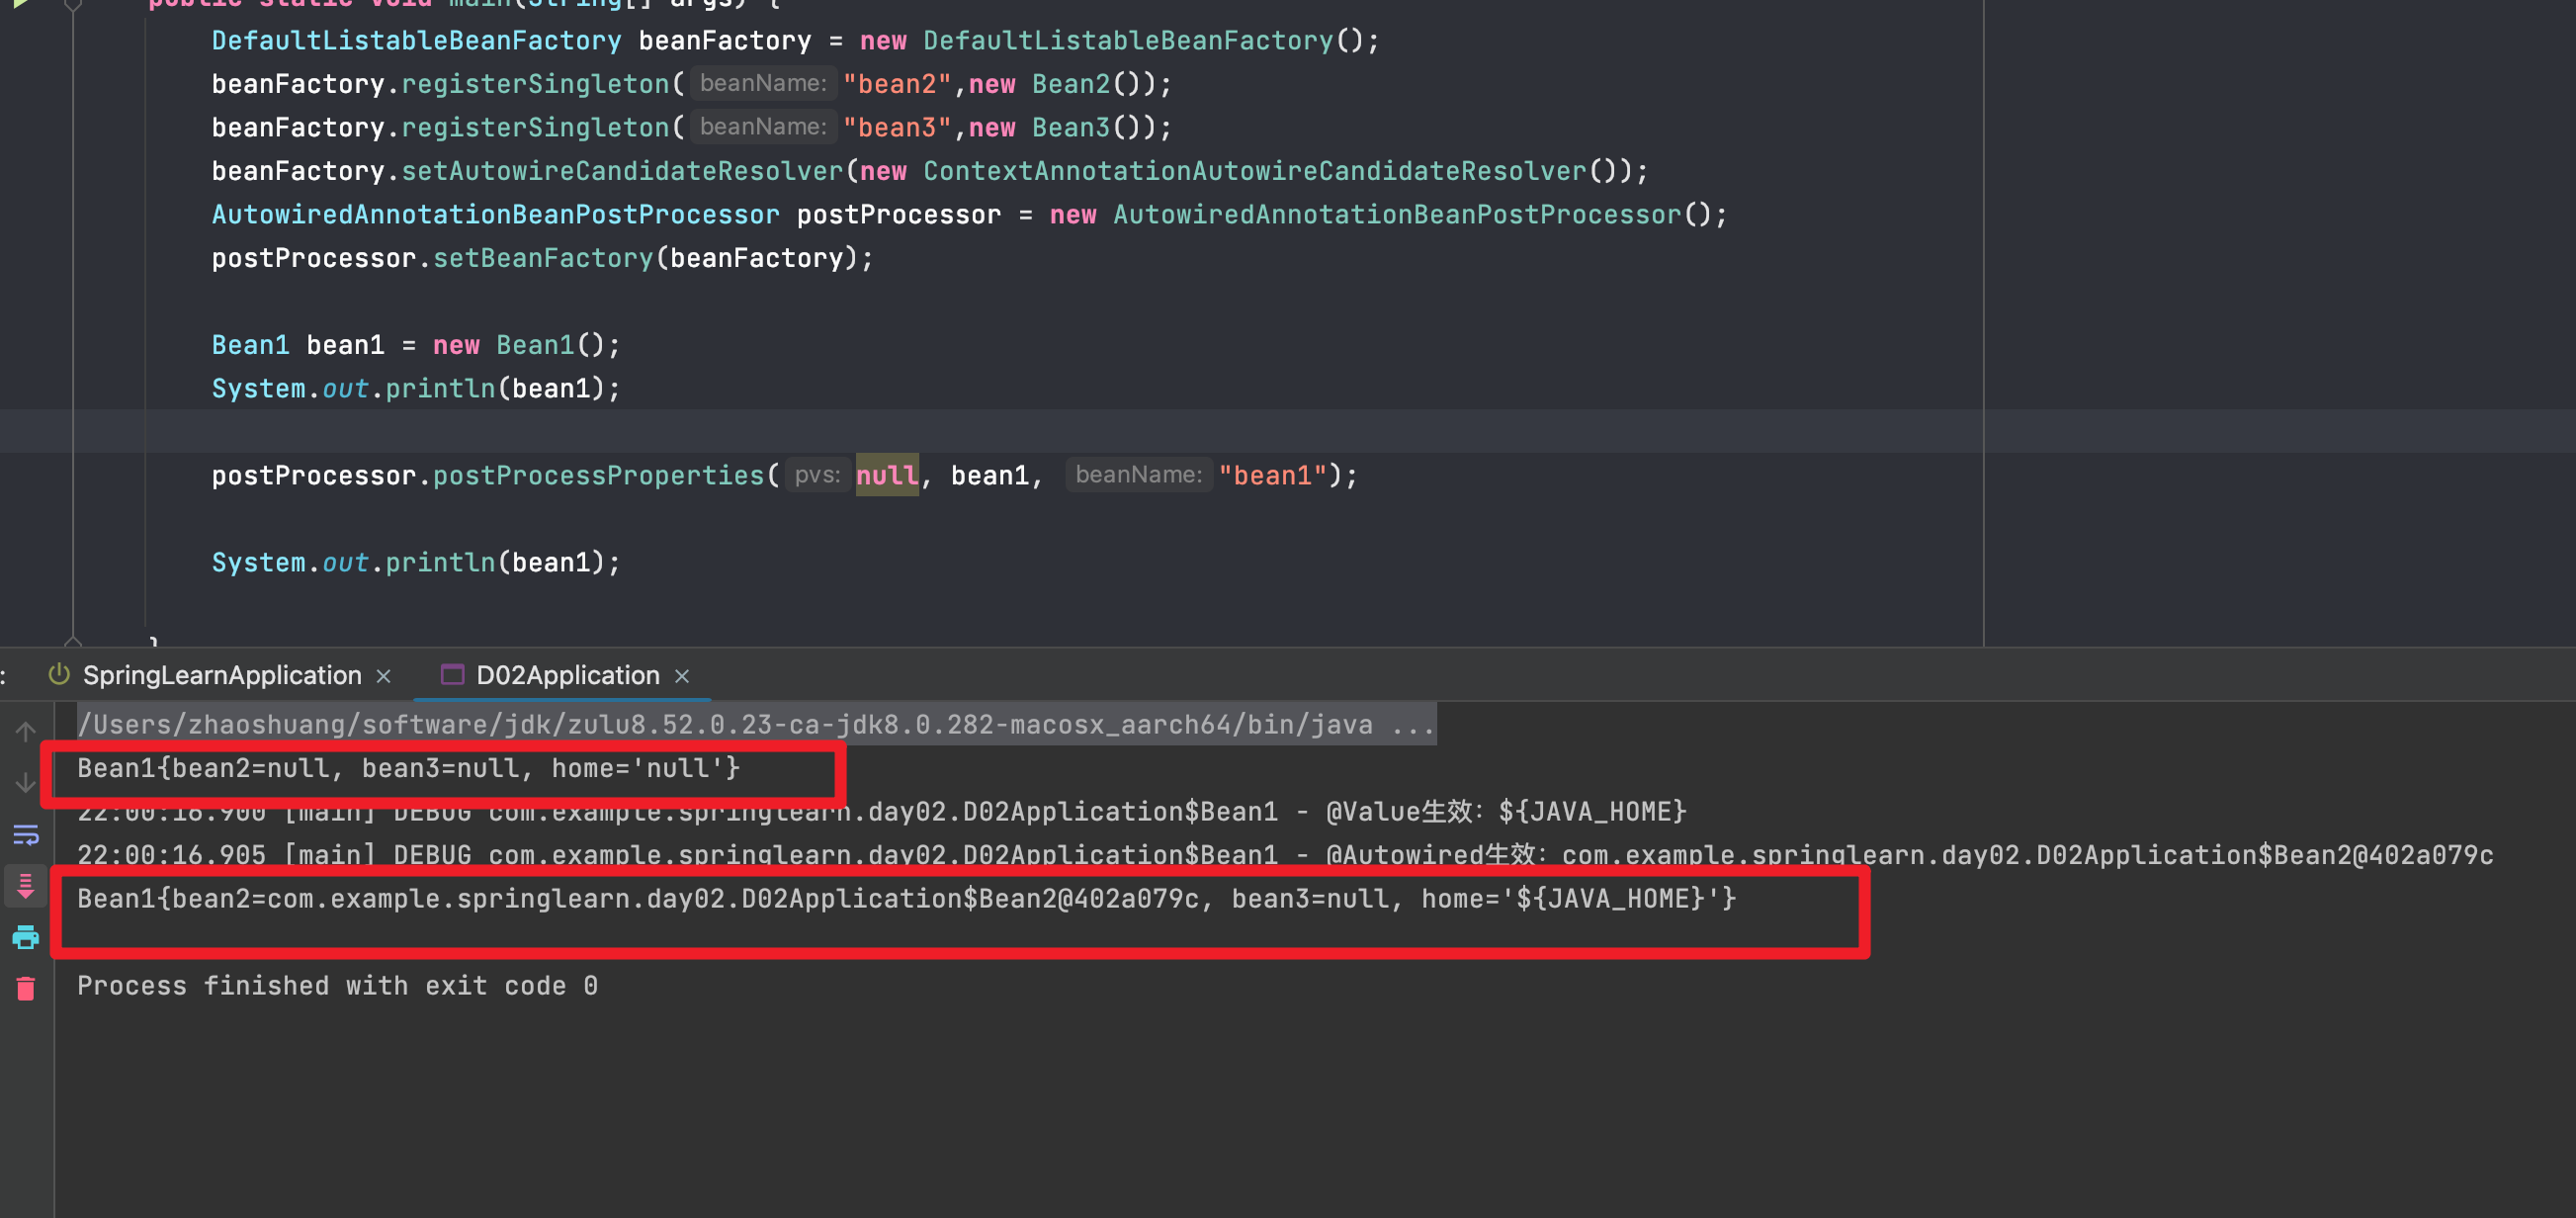 public static void main(String[] args) {
DefaultListableBeanFactory beanFactory = new DefaultListableBeanFactory();
beanFactory.registerSingleton( beanName: "bean2",new Bean2());
beanFactory.registerSingleton( beanName: "bean3",new Bean3());
beanFactory.setAutowireCandidateResolver(new ContextAnnotationAutowireCandidateResolver());
AutowiredAnnotationBeanPostProcessor postProcessor = new AutowiredAnnotationBeanPostProcessor();
postProcessor.setBeanFactory(beanFactory);
Bean1 bean1 = new Bean1();
System.out.println(bean1);
postProcessor.postProcessProperties( pvs: null, bean1, beanName: "bean1");
System.out.println(bean1);
}
: SpringLearnApplication × D02Application ×
/Users/zhaoshuang/software/jdk/zulu8.52.0.23-ca-jdk8.0.282-macosx_aarch64/bin/java ...
Bean1{bean2=null, bean3=null, home='null'}
22:00:16.900 [main] DEBUG com.example.springlearn.day02.D02Application$Bean1 - @Value生效: ${JAVA_HOME}
22:00:16.905 [main] DEBUG com.example.springlearn.day02.D02Application$Bean1 - @Autowired生效: com.example.springlearn.day02.D02Application$Bean2@402a079c
Bean1{bean2=com.example.springlearn.day02.D02Application$Bean2@402a079c, bean3=null, home='${JAVA_HOME}'}
Process finished with exit code 0